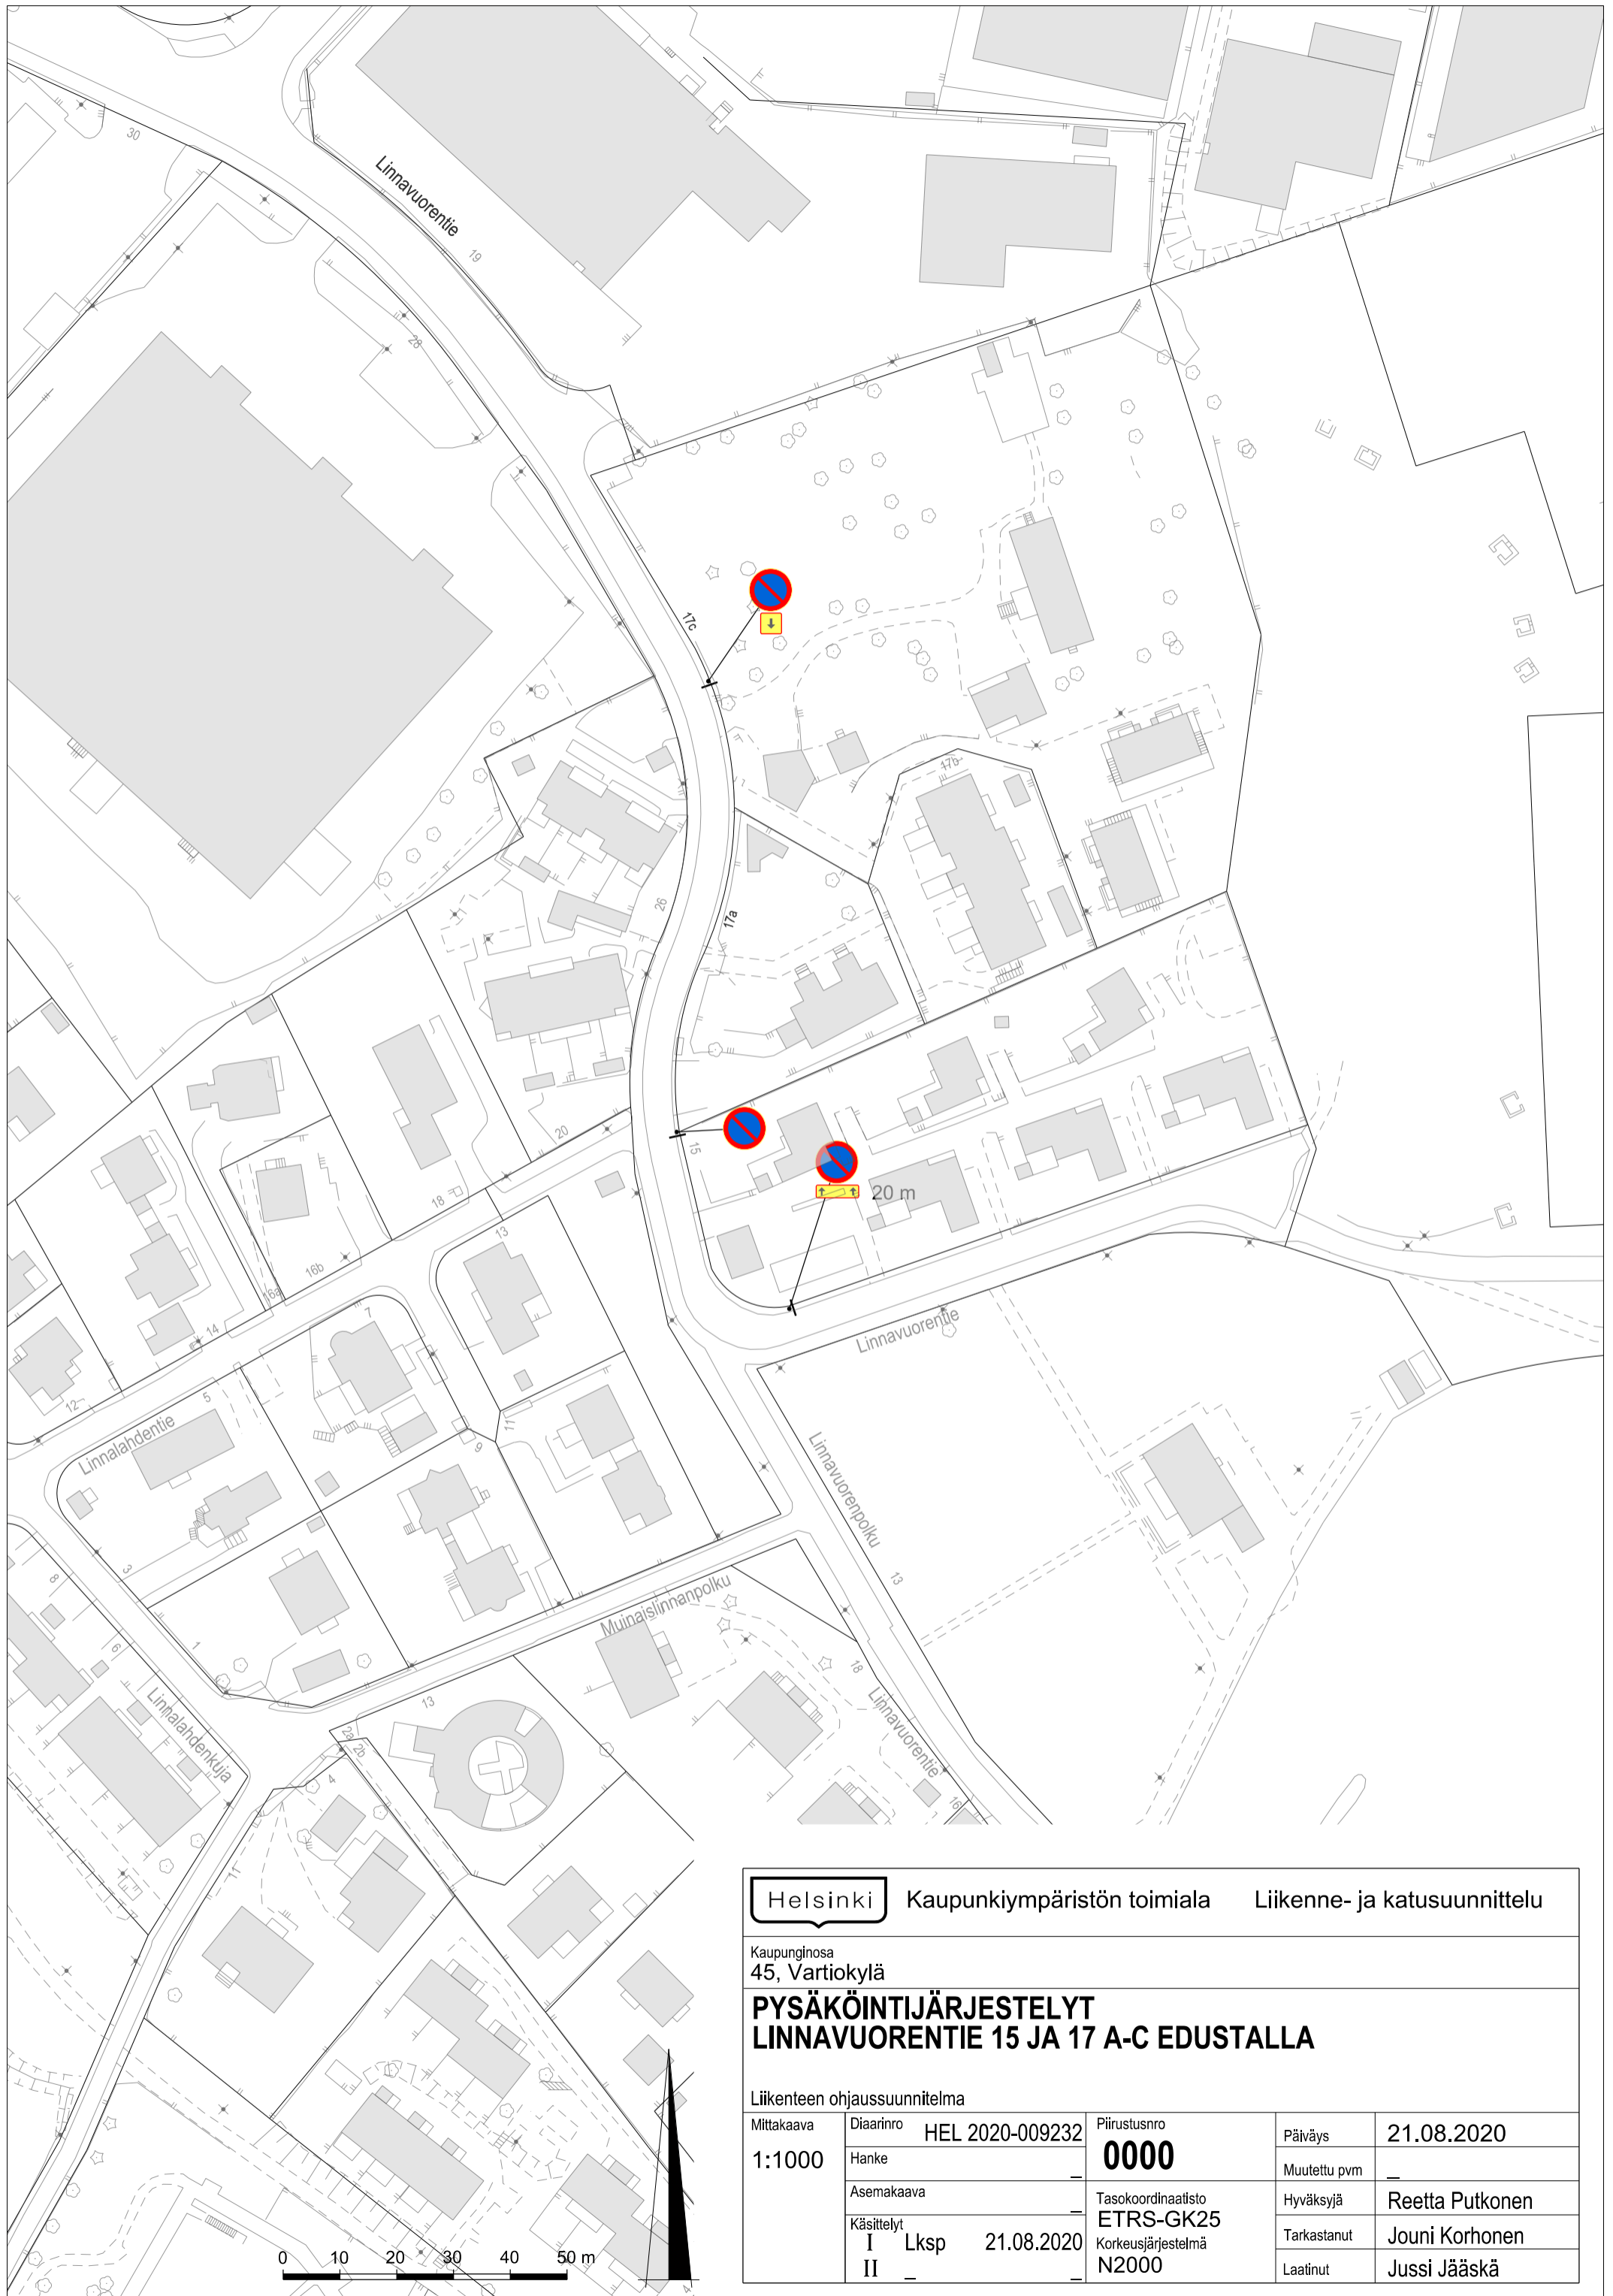 30
Linnavuorentie
19
28
17c
17b
26
17a
20
15
20 m
18
13
16b
16a
14
7
12
5
Linnavuorentie
Linnalahdentie
11
9
Linnavuorenpolku
3
13
8
Muinaislinnanpolku
6
1
18
Linnavuorentie
Linnalahdenkuja
13
2a
2b
4
16
11
Helsinki Kaupunkiympäristön toimiala Liikenne- ja katusuunnittelu
Kaupunginosa
45, Vartiokylä
PYSÄKÖINTIJÄRJESTELYT
LINNAVUORENTIE 15 JA 17 A-C EDUSTALLA
Liikenteen ohjaussuunnitelma
Mittakaava
1:1000
Diaarinro HEL 2020-009232
Hanke _
Asemakaava _
Käsittelyt
I Lksp 21.08.2020
II _ _
Piirustusnro
0000
Tasokoordinaatisto
ETRS-GK25
Korkeusjärjestelmä
N2000
Päiväys 21.08.2020
Muutettu pvm _
Hyväksyjä Reetta Putkonen
Tarkastanut Jouni Korhonen
Laatinut Jussi Jääskä
0 10 20 30 40 50 m